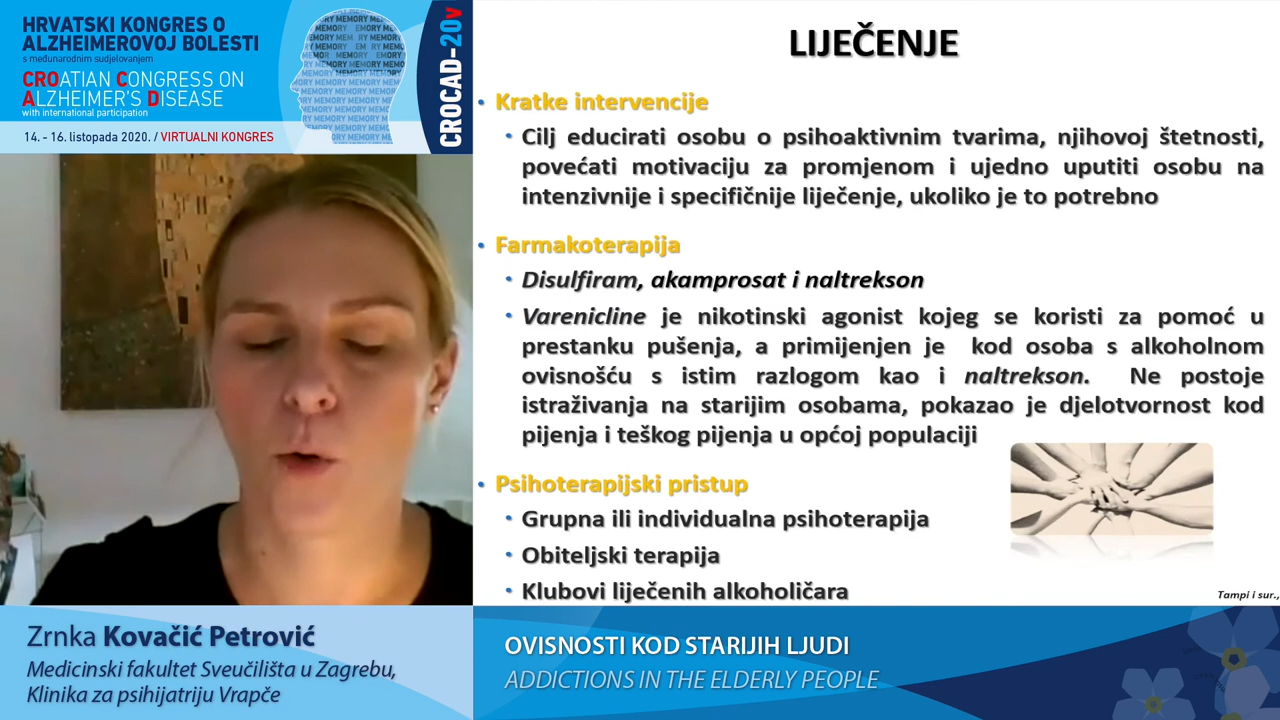 HRVATSKI KONGRES O
ALZHEIMEROVOJ BOLESTI
s međunarodnim sudjelovanjem
CROATIAN CONGRESS ON
ALZHEIMER'S DISEASE
with international participation
14. - 16. listopada 2020. / VIRTUALNI KONGRES
CROCAD-20v
LIJEČENJE
• Kratke intervencije
• Cilj educirati osobu o psihoaktivnim tvarima, njihovoj štetnosti,
povećati motivaciju za promjenom i ujedno uputiti osobu na
intenzivnije i specifičnije liječenje, ukoliko je to potrebno
• Farmakoterapija
• Disulfiram, akamprosat i naltrekson
• Varenicline je nikotinski agonist kojeg se koristi za pomoć u
prestanku pušenja, a primijenjen je kod osoba s alkoholnom
ovisnošću s istim razlogom kao i naltrekson. Ne postoje
istraživanja na starijim osobama, pokazao je djelotvornost kod
pijenja i teškog pijenja u općoj populaciji
• Psihoterapijski pristup
• Grupna ili individualna psihoterapija
• Obiteljski terapija
• Klubovi liječenih alkoholičara
Tampi i sur.,
Zrnka Kovačić Petrović
Medicinski fakultet Sveučilišta u Zagrebu,
Klinika za psihijatriju Vrapče
OVISNOSTI KOD STARIJIH LJUDI
ADDICTIONS IN THE ELDERLY PEOPLE